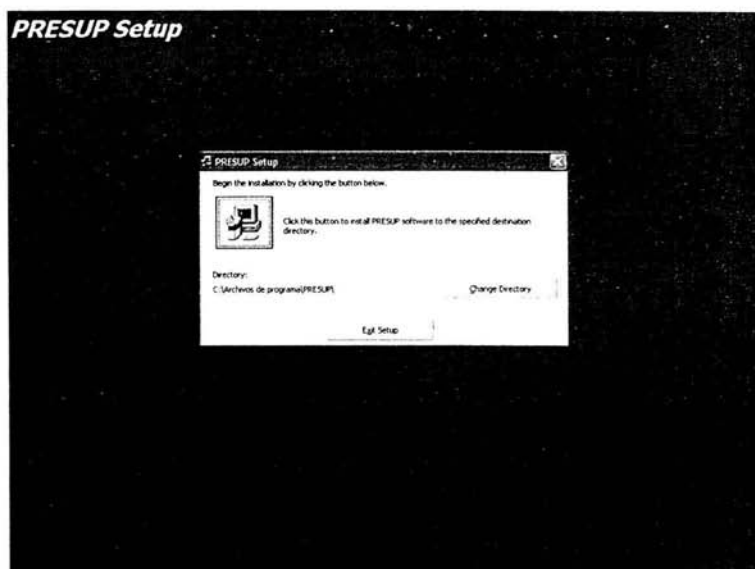 PRESUP Setup
PRESUP Setup
Begin the installation by clicking the button below.
Click this button to install PRESUP software to the specified destination
directory.
Directory:
C:\Archivos de programa\PRESUP\
Change Directory
Exit Setup